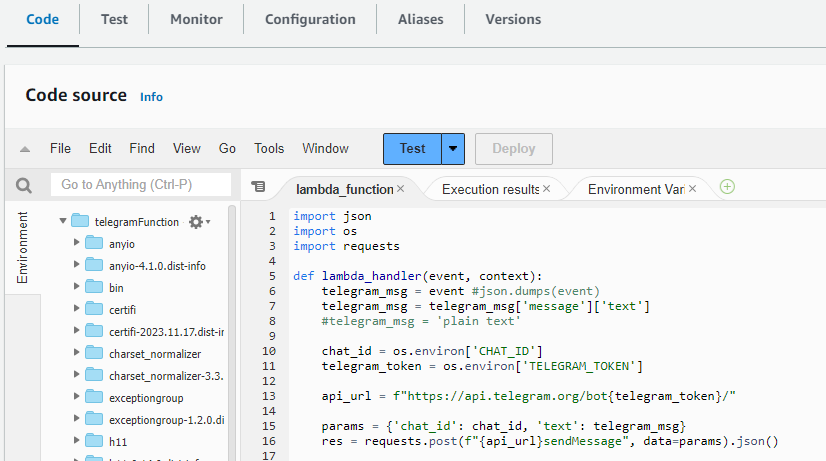 Code Test Monitor Configuration Aliases Versions
Code source Info
File Edit Find View Go Tools Window Test Deploy
Go to Anything (Ctrl-P) lambda_function × Execution results × Environment Vari ×
Environment
telegramFunction
anyio
anyio-4.1.0.dist-info
bin
certifi
certifi-2023.11.17.dist-ir
charset_normalizer
charset_normalizer-3.3.
exceptiongroup
exceptiongroup-1.2.0.di
h11
1 import json
2 import os
3 import requests
4
5 def lambda_handler(event, context):
6     telegram_msg = event #json.dumps(event)
7     telegram_msg = telegram_msg['message']['text']
8     #telegram_msg = 'plain text'
9
10     chat_id = os.environ['CHAT_ID']
11     telegram_token = os.environ['TELEGRAM_TOKEN']
12
13     api_url = f"https://api.telegram.org/bot{telegram_token}/"
14
15     params = {'chat_id': chat_id, 'text': telegram_msg}
16     res = requests.post(f"{api_url}sendMessage", data=params).json()
17